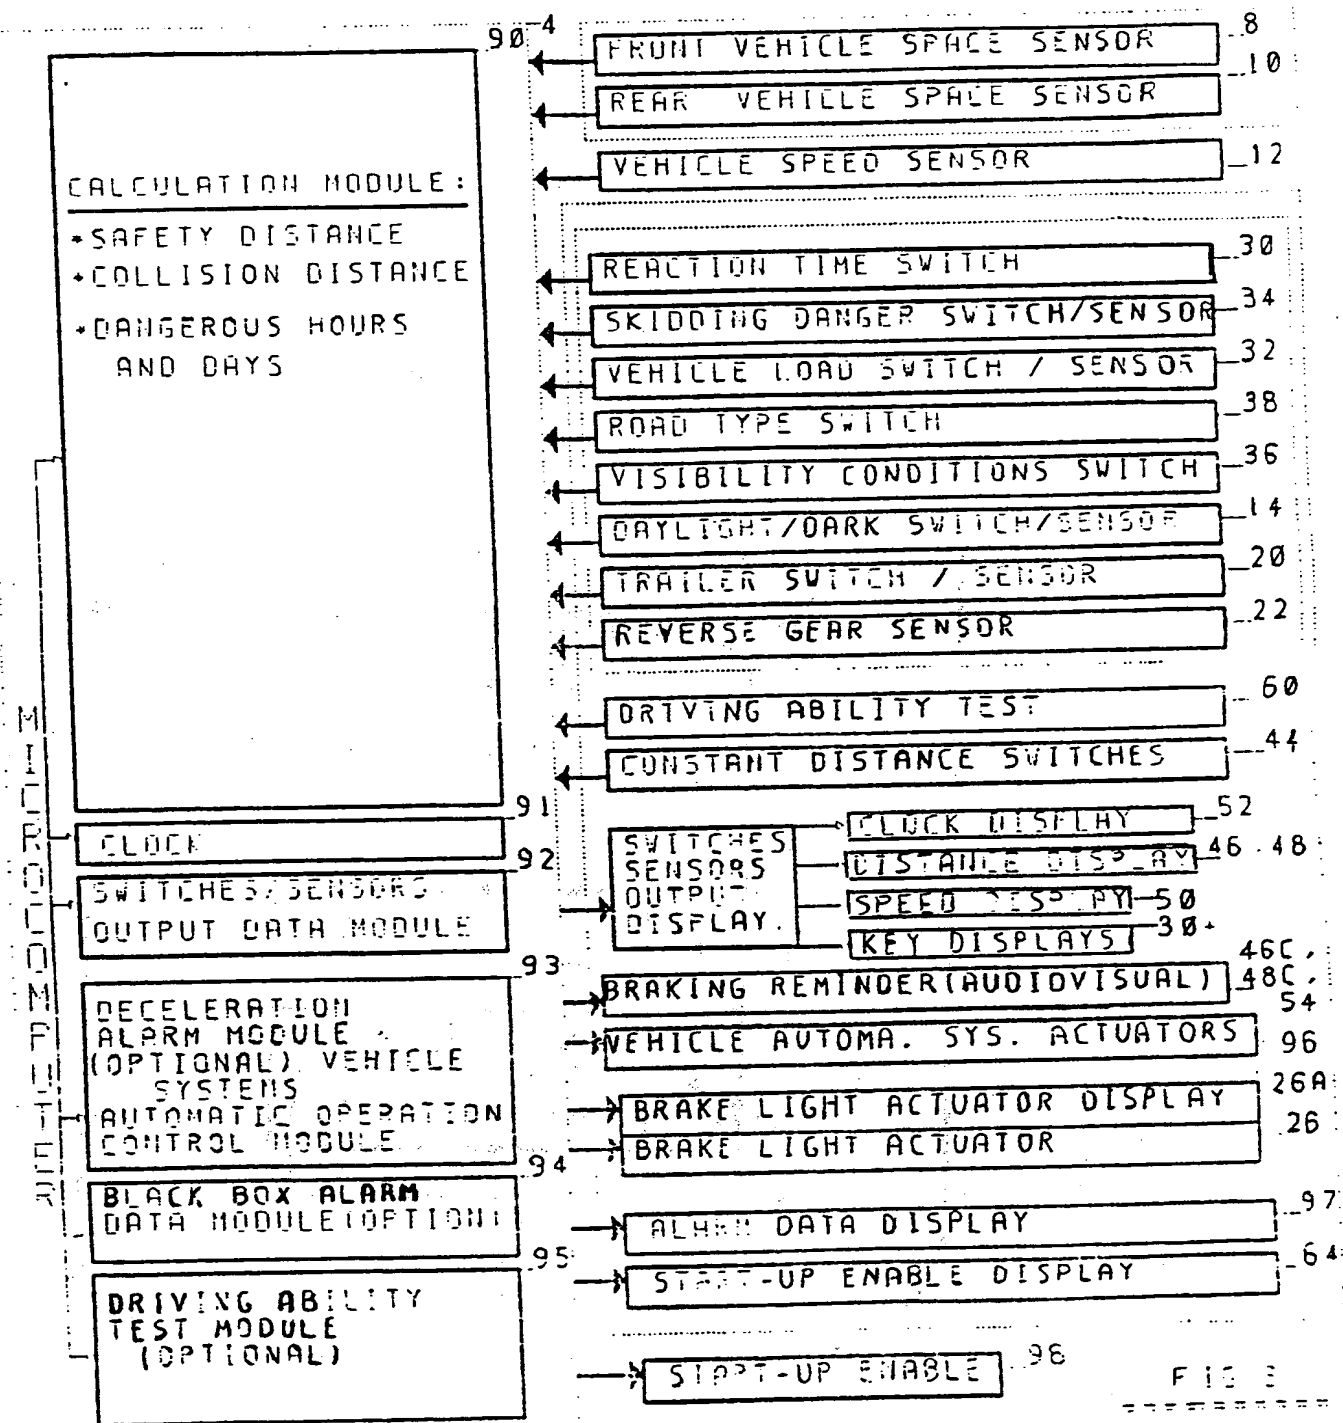 90 4
FRONT VEHICLE SPACE SENSOR 8
REAR VEHICLE SPACE SENSOR 10
VEHICLE SPEED SENSOR 12
CALCULATION MODULE:
*SAFETY DISTANCE
*COLLISION DISTANCE
*DANGEROUS HOURS
AND DAYS
REACTION TIME SWITCH 30
SKIDDING DANGER SWITCH/SENSOR 34
VEHICLE LOAD SWITCH / SENSOR 32
ROAD TYPE SWITCH 38
VISIBILITY CONDITIONS SWITCH 36
DAYLIGHT/DARK SWITCH/SENSOR 14
TRAILER SWITCH / SENSOR 20
REVERSE GEAR SENSOR 22
DRIVING ABILITY TEST 60
CONSTANT DISTANCE SWITCHES 44
MICROCOMPUTER
91
CLOCK
92
SWITCHES/SENSORS
OUTPUT DATA MODULE
SWITCHES
SENSORS
OUTPUT
DISPLAY.
CLOCK DISPLAY 52
DISTANCE DISPLAY 46.48
SPEED DISPLAY 50
KEY DISPLAYS 30.
93
DECELERATION
ALARM MODULE
(OPTIONAL) VEHICLE
SYSTEMS
AUTOMATIC OPERATION
CONTROL MODULE
BRAKING REMINDER(AUDIOVISUAL) 46C,
48C,
54
VEHICLE AUTOMA. SYS. ACTUATORS 96
BRAKE LIGHT ACTUATOR DISPLAY 26A
BRAKE LIGHT ACTUATOR 26
94
BLACK BOX ALARM
DATA MODULE(OPTION)
ALARM DATA DISPLAY 97
START-UP ENABLE DISPLAY 64
95
DRIVING ABILITY
TEST MODULE
(OPTIONAL)
START-UP ENABLE 98
FIG